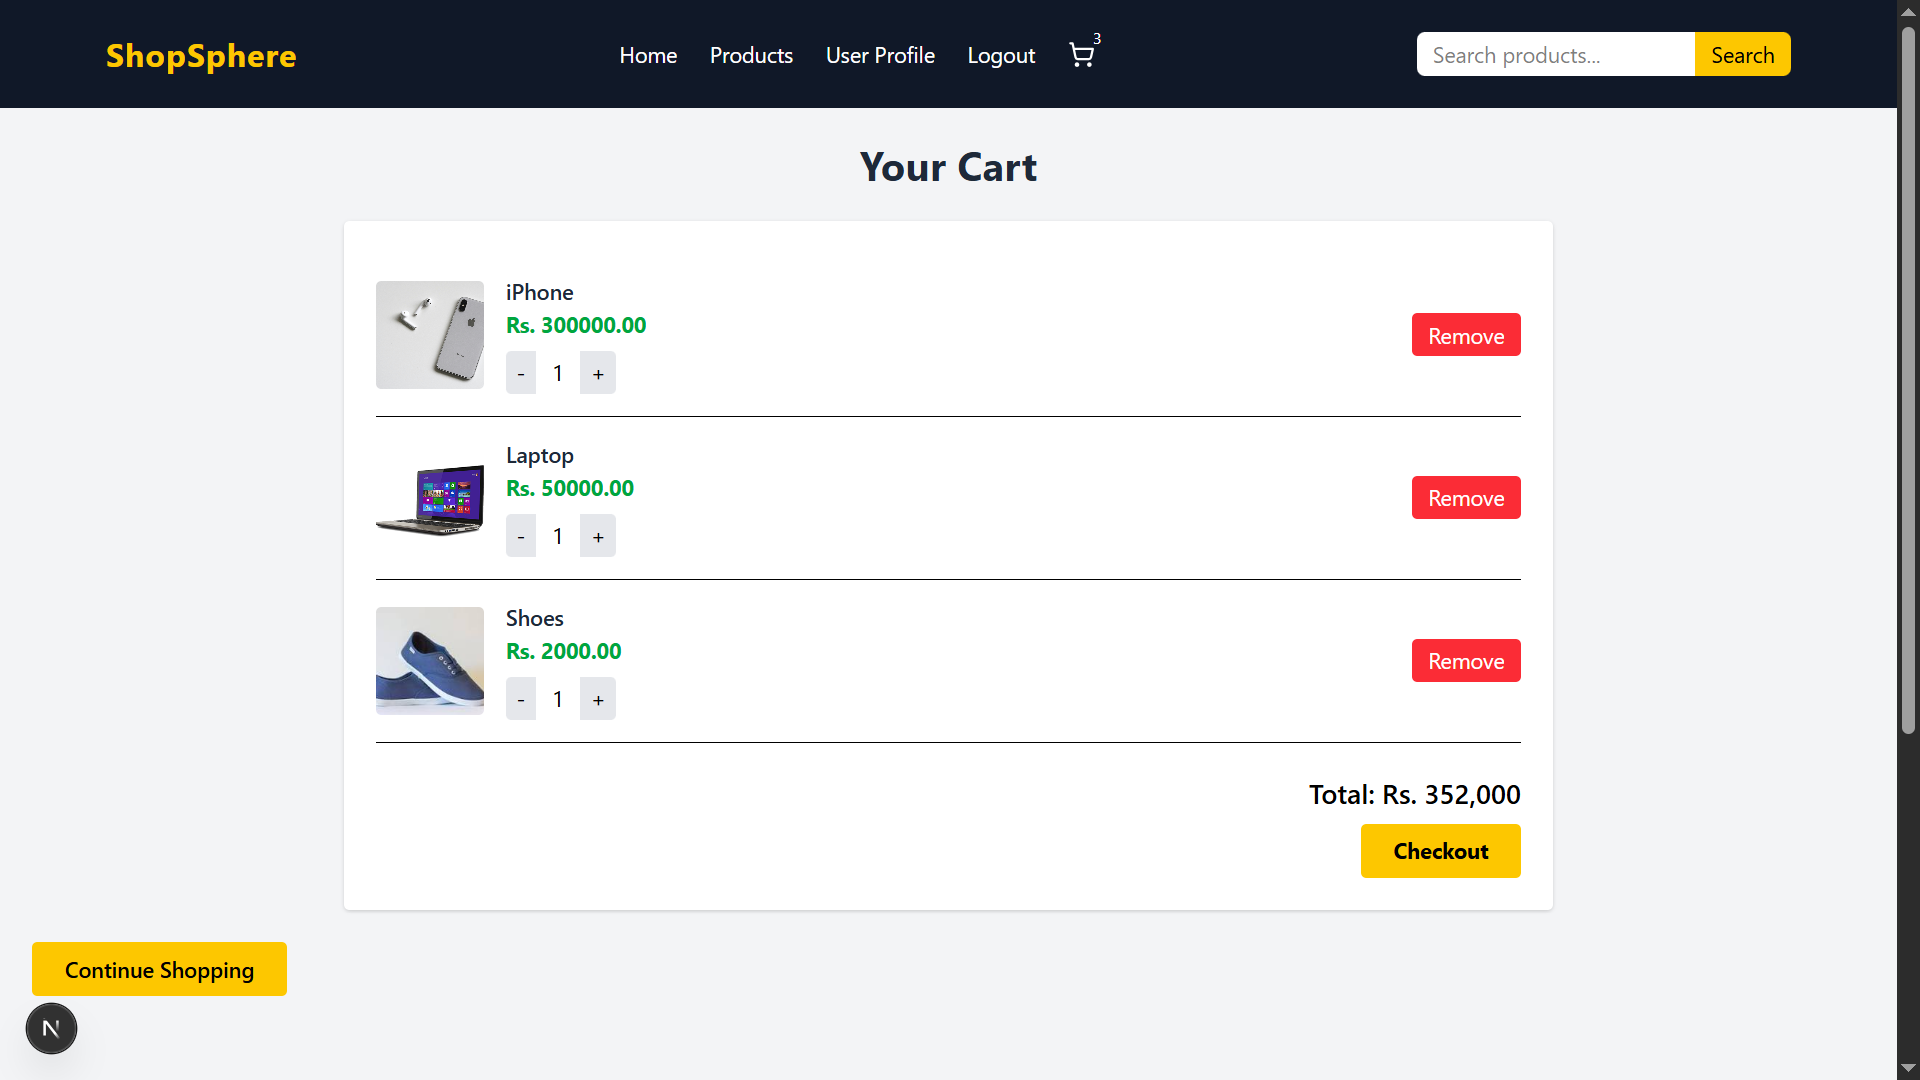 ShopSphere
Home Products User Profile Logout 3
Search products... Search
Your Cart
iPhone
Rs. 300000.00
- 1 +
Remove
Laptop
Rs. 50000.00
- 1 +
Remove
Shoes
Rs. 2000.00
- 1 +
Remove
Total: Rs. 352,000
Checkout
Continue Shopping
N